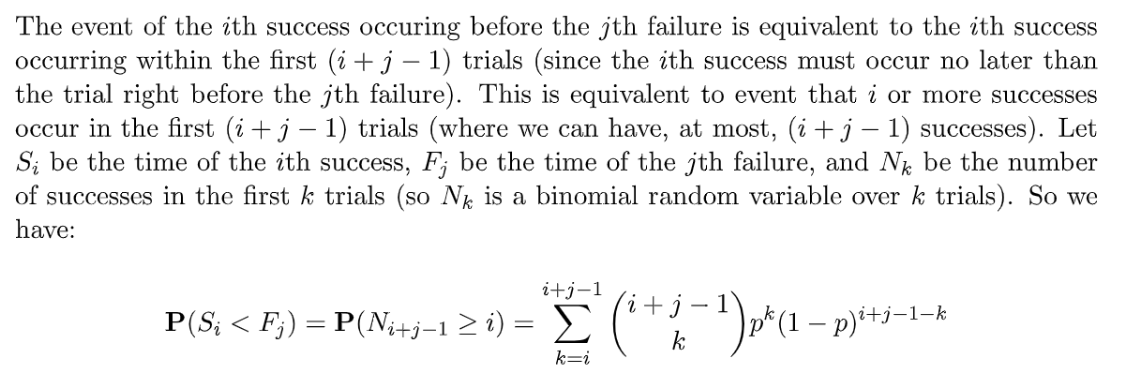 The event of the ith success occuring before the jth failure is equivalent to the ith success
occurring within the first (i + j − 1) trials (since the ith success must occur no later than
the trial right before the jth failure). This is equivalent to event that i or more successes
occur in the first (i + j − 1) trials (where we can have, at most, (i + j − 1) successes). Let
S_i be the time of the ith success, F_j be the time of the jth failure, and N_k be the number
of successes in the first k trials (so N_k is a binomial random variable over k trials). So we
have:
P(S_i < F_j) = P(N_{i+j−1} ≥ i) = \sum_{k=i}^{i+j−1} \binom{i + j − 1}{k} p^k (1 − p)^{i+j−1−k}